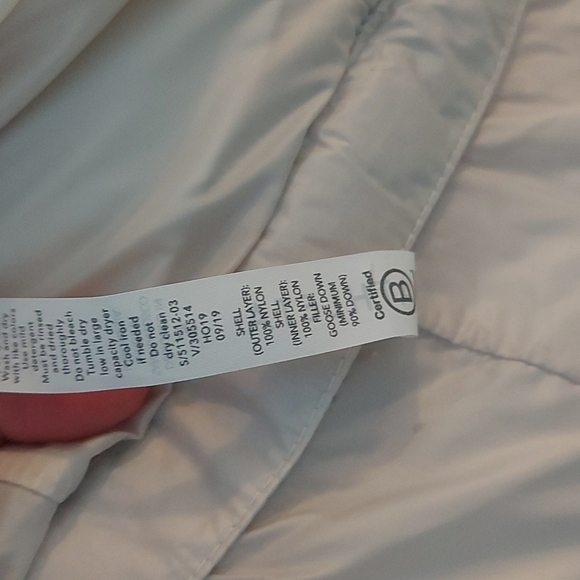 Certified
B
SHELL
(OUTER LAYER):
100% NYLON
SHELL
(INNER LAYER):
100% NYLON
FILLER:
GOOSE DOWN
(MINIMUM
90% DOWN)
Wash and dry
with like colors
Use mild
detergent
Must be rinsed
and dried
thoroughly
Do not bleach
Tumble dry
low in large
capacity dryer
Cool iron
if needed
Do not
dry clean
S/511512.03
V/305514
HO19
09/19